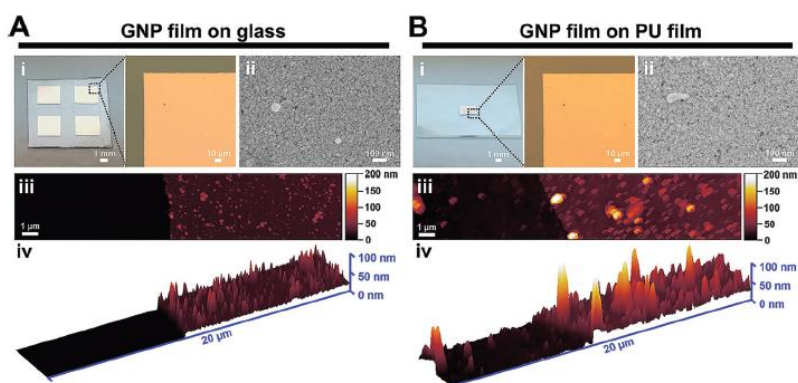 A GNP film on glass
i
1 mm
10 µm
ii
100 nm
iii
1 µm
200 nm
150
100
50
0
iv
100 nm
50 nm
0 nm
20 µm
B GNP film on PU film
i
1 mm
10 µm
ii
100 nm
iii
1 µm
200 nm
150
100
50
0
iv
100 nm
50 nm
0 nm
20 µm